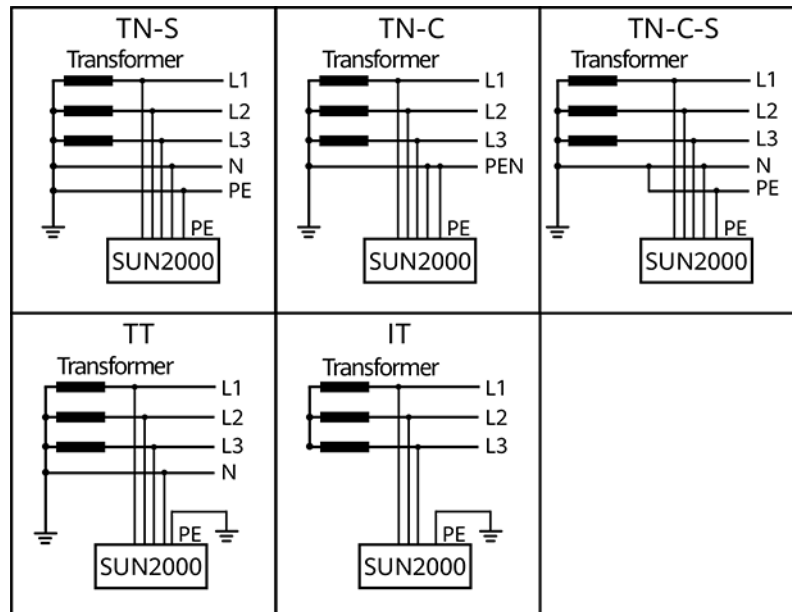 TN-S
Transformer
L1
L2
L3
N
PE
PE
SUN2000
TN-C
Transformer
L1
L2
L3
PEN
PE
SUN2000
TN-C-S
Transformer
L1
L2
L3
N
PE
PE
SUN2000
TT
Transformer
L1
L2
L3
N
PE
SUN2000
IT
Transformer
L1
L2
L3
PE
SUN2000